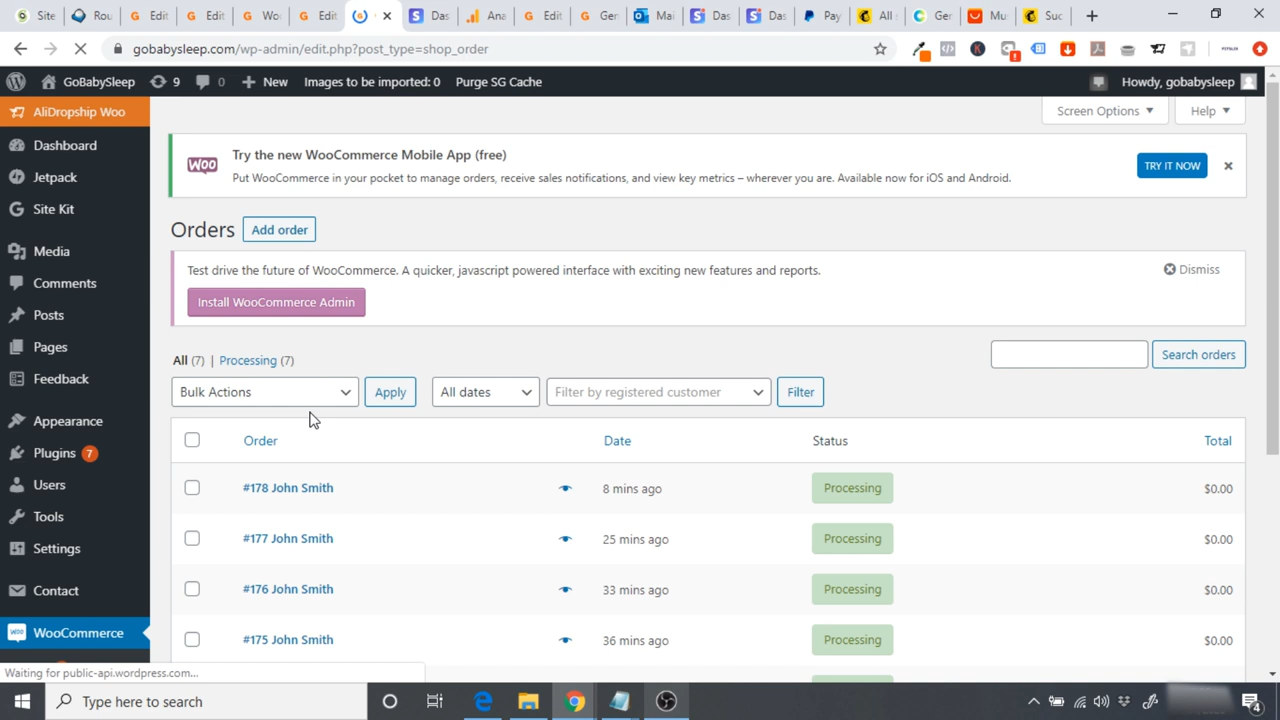 Site
Rou
Edit
Edit
Wo
Edit
Das
Ana
Edit
Ger
Mai
Das
Das
Pay
All
Ger
Mu
Suc
gobabysleep.com/wp-admin/edit.php?post_type=shop_order
GoBabySleep
9
0
New
Images to be imported: 0
Purge SG Cache
Howdy, gobabysleep
AliDropship Woo
Dashboard
Jetpack
Site Kit
Media
Comments
Posts
Pages
Feedback
Appearance
Plugins 7
Users
Tools
Settings
Contact
WooCommerce
Screen Options
Help
WOO
Try the new WooCommerce Mobile App (free)
Put WooCommerce in your pocket to manage orders, receive sales notifications, and view key metrics – wherever you are. Available now for iOS and Android.
TRY IT NOW
Orders
Add order
Test drive the future of WooCommerce. A quicker, javascript powered interface with exciting new features and reports.
Dismiss
Install WooCommerce Admin
All (7) | Processing (7)
Search orders
Bulk Actions
Apply
All dates
Filter by registered customer
Filter
Order
Date
Status
Total
#178 John Smith
8 mins ago
Processing
$0.00
#177 John Smith
25 mins ago
Processing
$0.00
#176 John Smith
33 mins ago
Processing
$0.00
#175 John Smith
36 mins ago
Processing
$0.00
Waiting for public-api.wordpress.com...
Type here to search
4